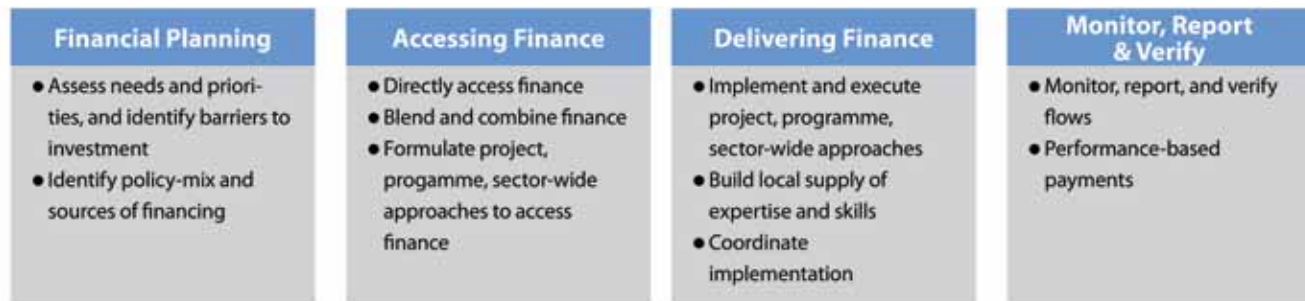 Financial Planning
● Assess needs and priori-
ties, and identify barriers to
investment
● Identify policy-mix and
sources of financing
Accessing Finance
● Directly access finance
● Blend and combine finance
● Formulate project,
progamme, sector-wide
approaches to access
finance
Delivering Finance
● Implement and execute
project, programme,
sector-wide approaches
● Build local supply of
expertise and skills
● Coordinate
implementation
Monitor, Report
& Verify
● Monitor, report, and verify
flows
● Performance-based
payments